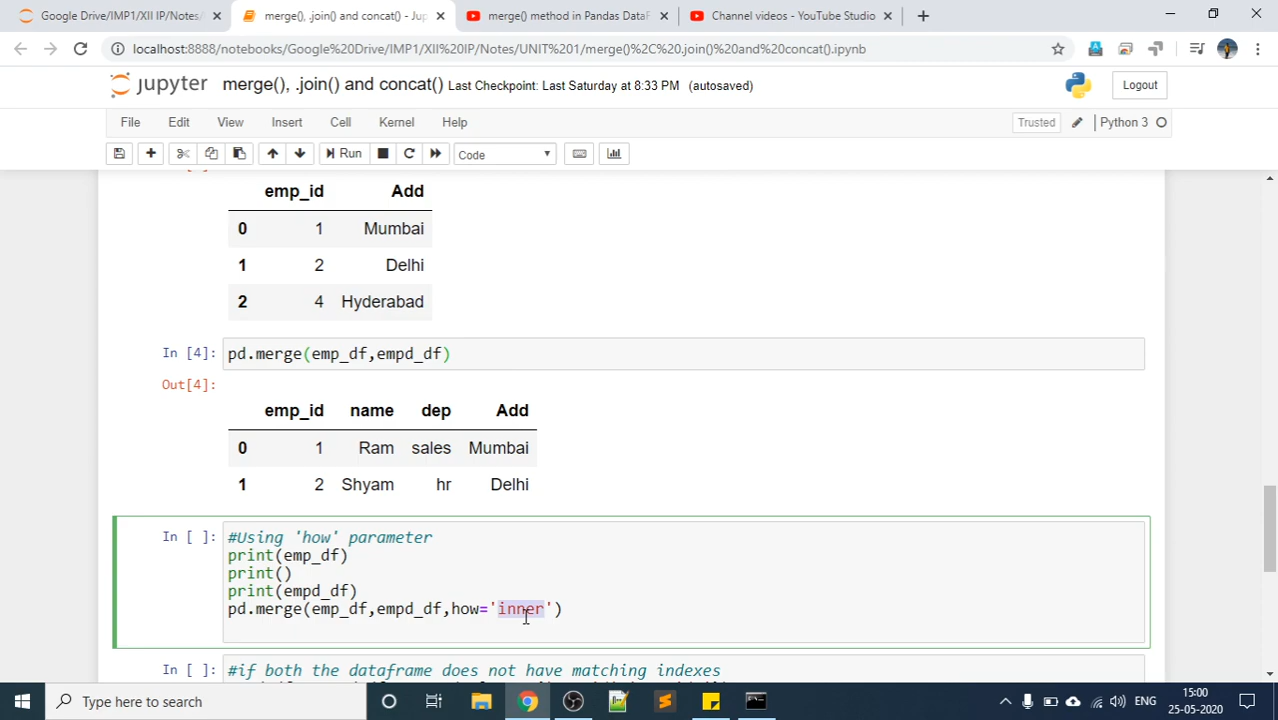 Google Drive/IMP1/XII IP/Notes/
merge(), .join() and concat() - Jup
merge() method in Pandas DataF
Channel videos - YouTube Studio
localhost:8888/notebooks/Google%20Drive/IMP1/XII%20IP/Notes/UNIT%201/merge()%2C%20.join()%20and%20concat().ipynb
jupyter merge(), .join() and concat() Last Checkpoint: Last Saturday at 8:33 PM (autosaved)
Logout
File Edit View Insert Cell Kernel Help
Trusted Python 3
Run Code
emp_id Add
0 1 Mumbai
1 2 Delhi
2 4 Hyderabad
In [4]: pd.merge(emp_df,empd_df)
Out[4]:
emp_id name dep Add
0 1 Ram sales Mumbai
1 2 Shyam hr Delhi
In [ ]: #Using 'how' parameter
print(emp_df)
print()
print(empd_df)
pd.merge(emp_df,empd_df,how='inner')
In [ ]: #if both the dataframe does not have matching indexes
Type here to search
ENG
15:00
25-05-2020